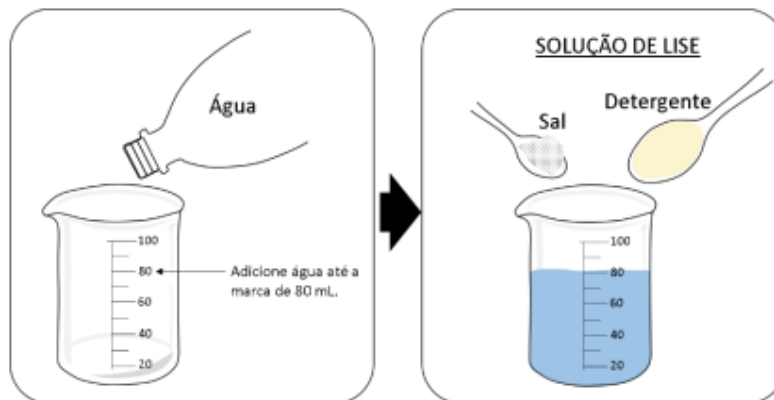 Água
100
80
60
40
20
Adicione água até a
marca de 80 mL.
SOLUÇÃO DE LISE
Sal
Detergente
100
80
60
40
20